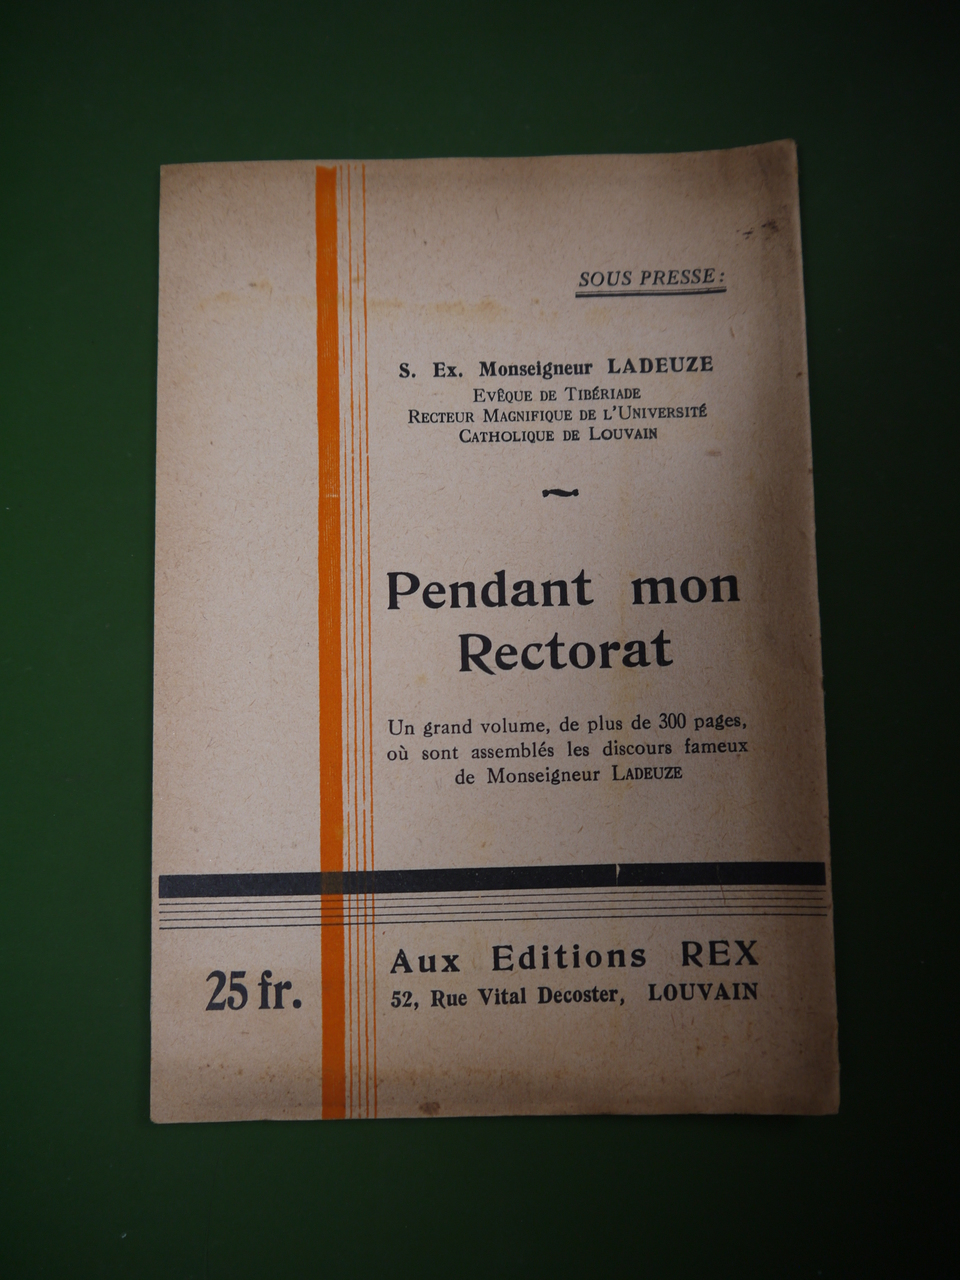 SOUS PRESSE :
S. Ex. Monseigneur LADEUZE
EVÊQUE DE TIBÉRIADE
RECTEUR MAGNIFIQUE DE L'UNIVERSITÉ
CATHOLIQUE DE LOUVAIN
Pendant mon
Rectorat
Un grand volume, de plus de 300 pages,
où sont assemblés les discours fameux
de Monseigneur LADEUZE
Aux Editions REX
25 fr.
52, Rue Vital Decoster, LOUVAIN